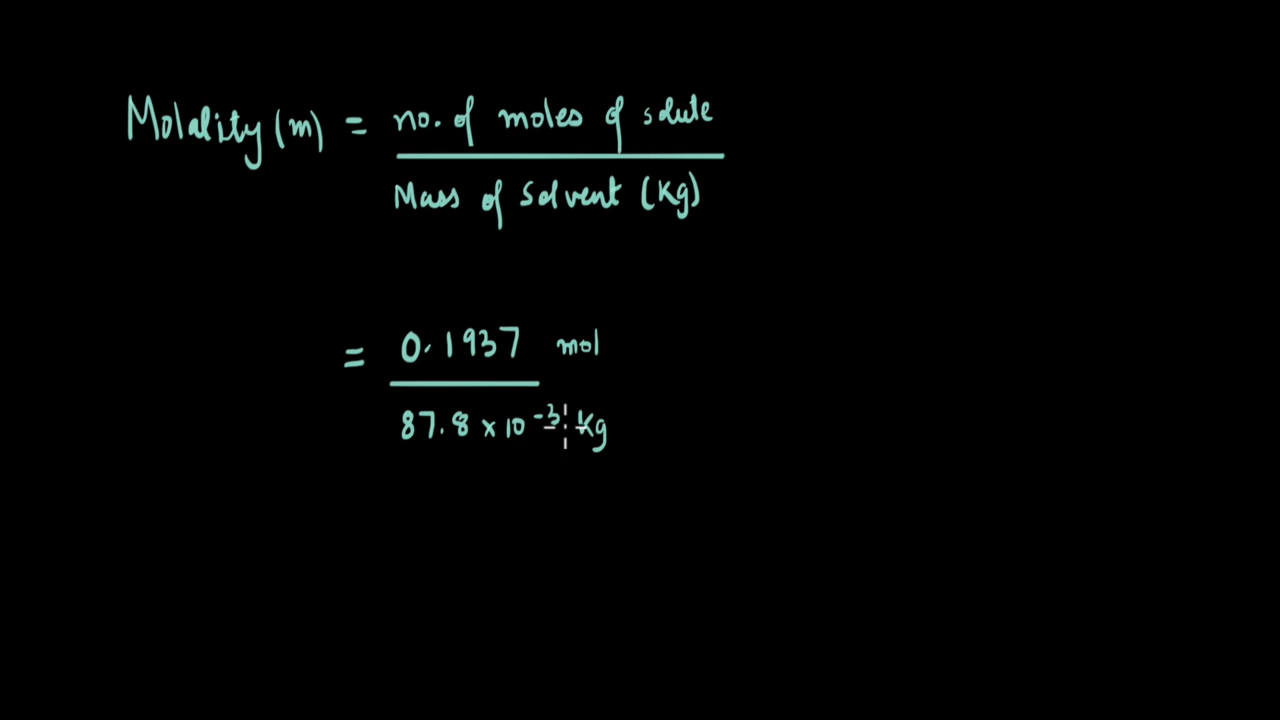 Molality (m) = no. of moles of solute
Mass of Solvent (Kg)
= 0.1937 mol
87.8 x 10 -3 Kg